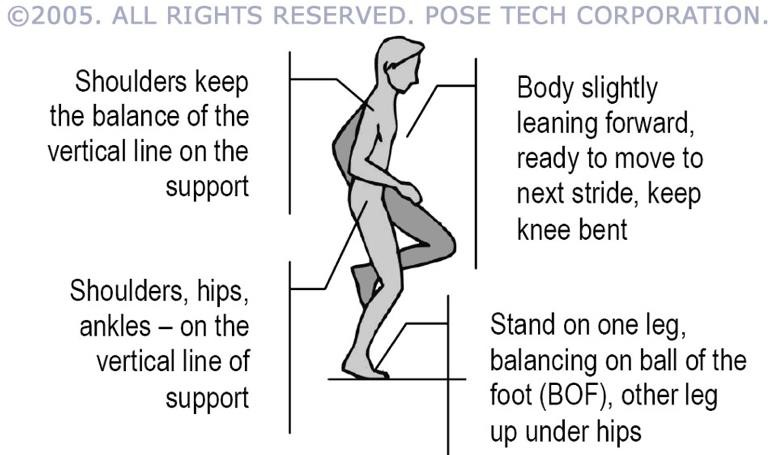 ©2005. ALL RIGHTS RESERVED. POSE TECH CORPORATION.
Shoulders keep
the balance of the
vertical line on the
support
Body slightly
leaning forward,
ready to move to
next stride, keep
knee bent
Shoulders, hips,
ankles – on the
vertical line of
support
Stand on one leg,
balancing on ball of the
foot (BOF), other leg
up under hips